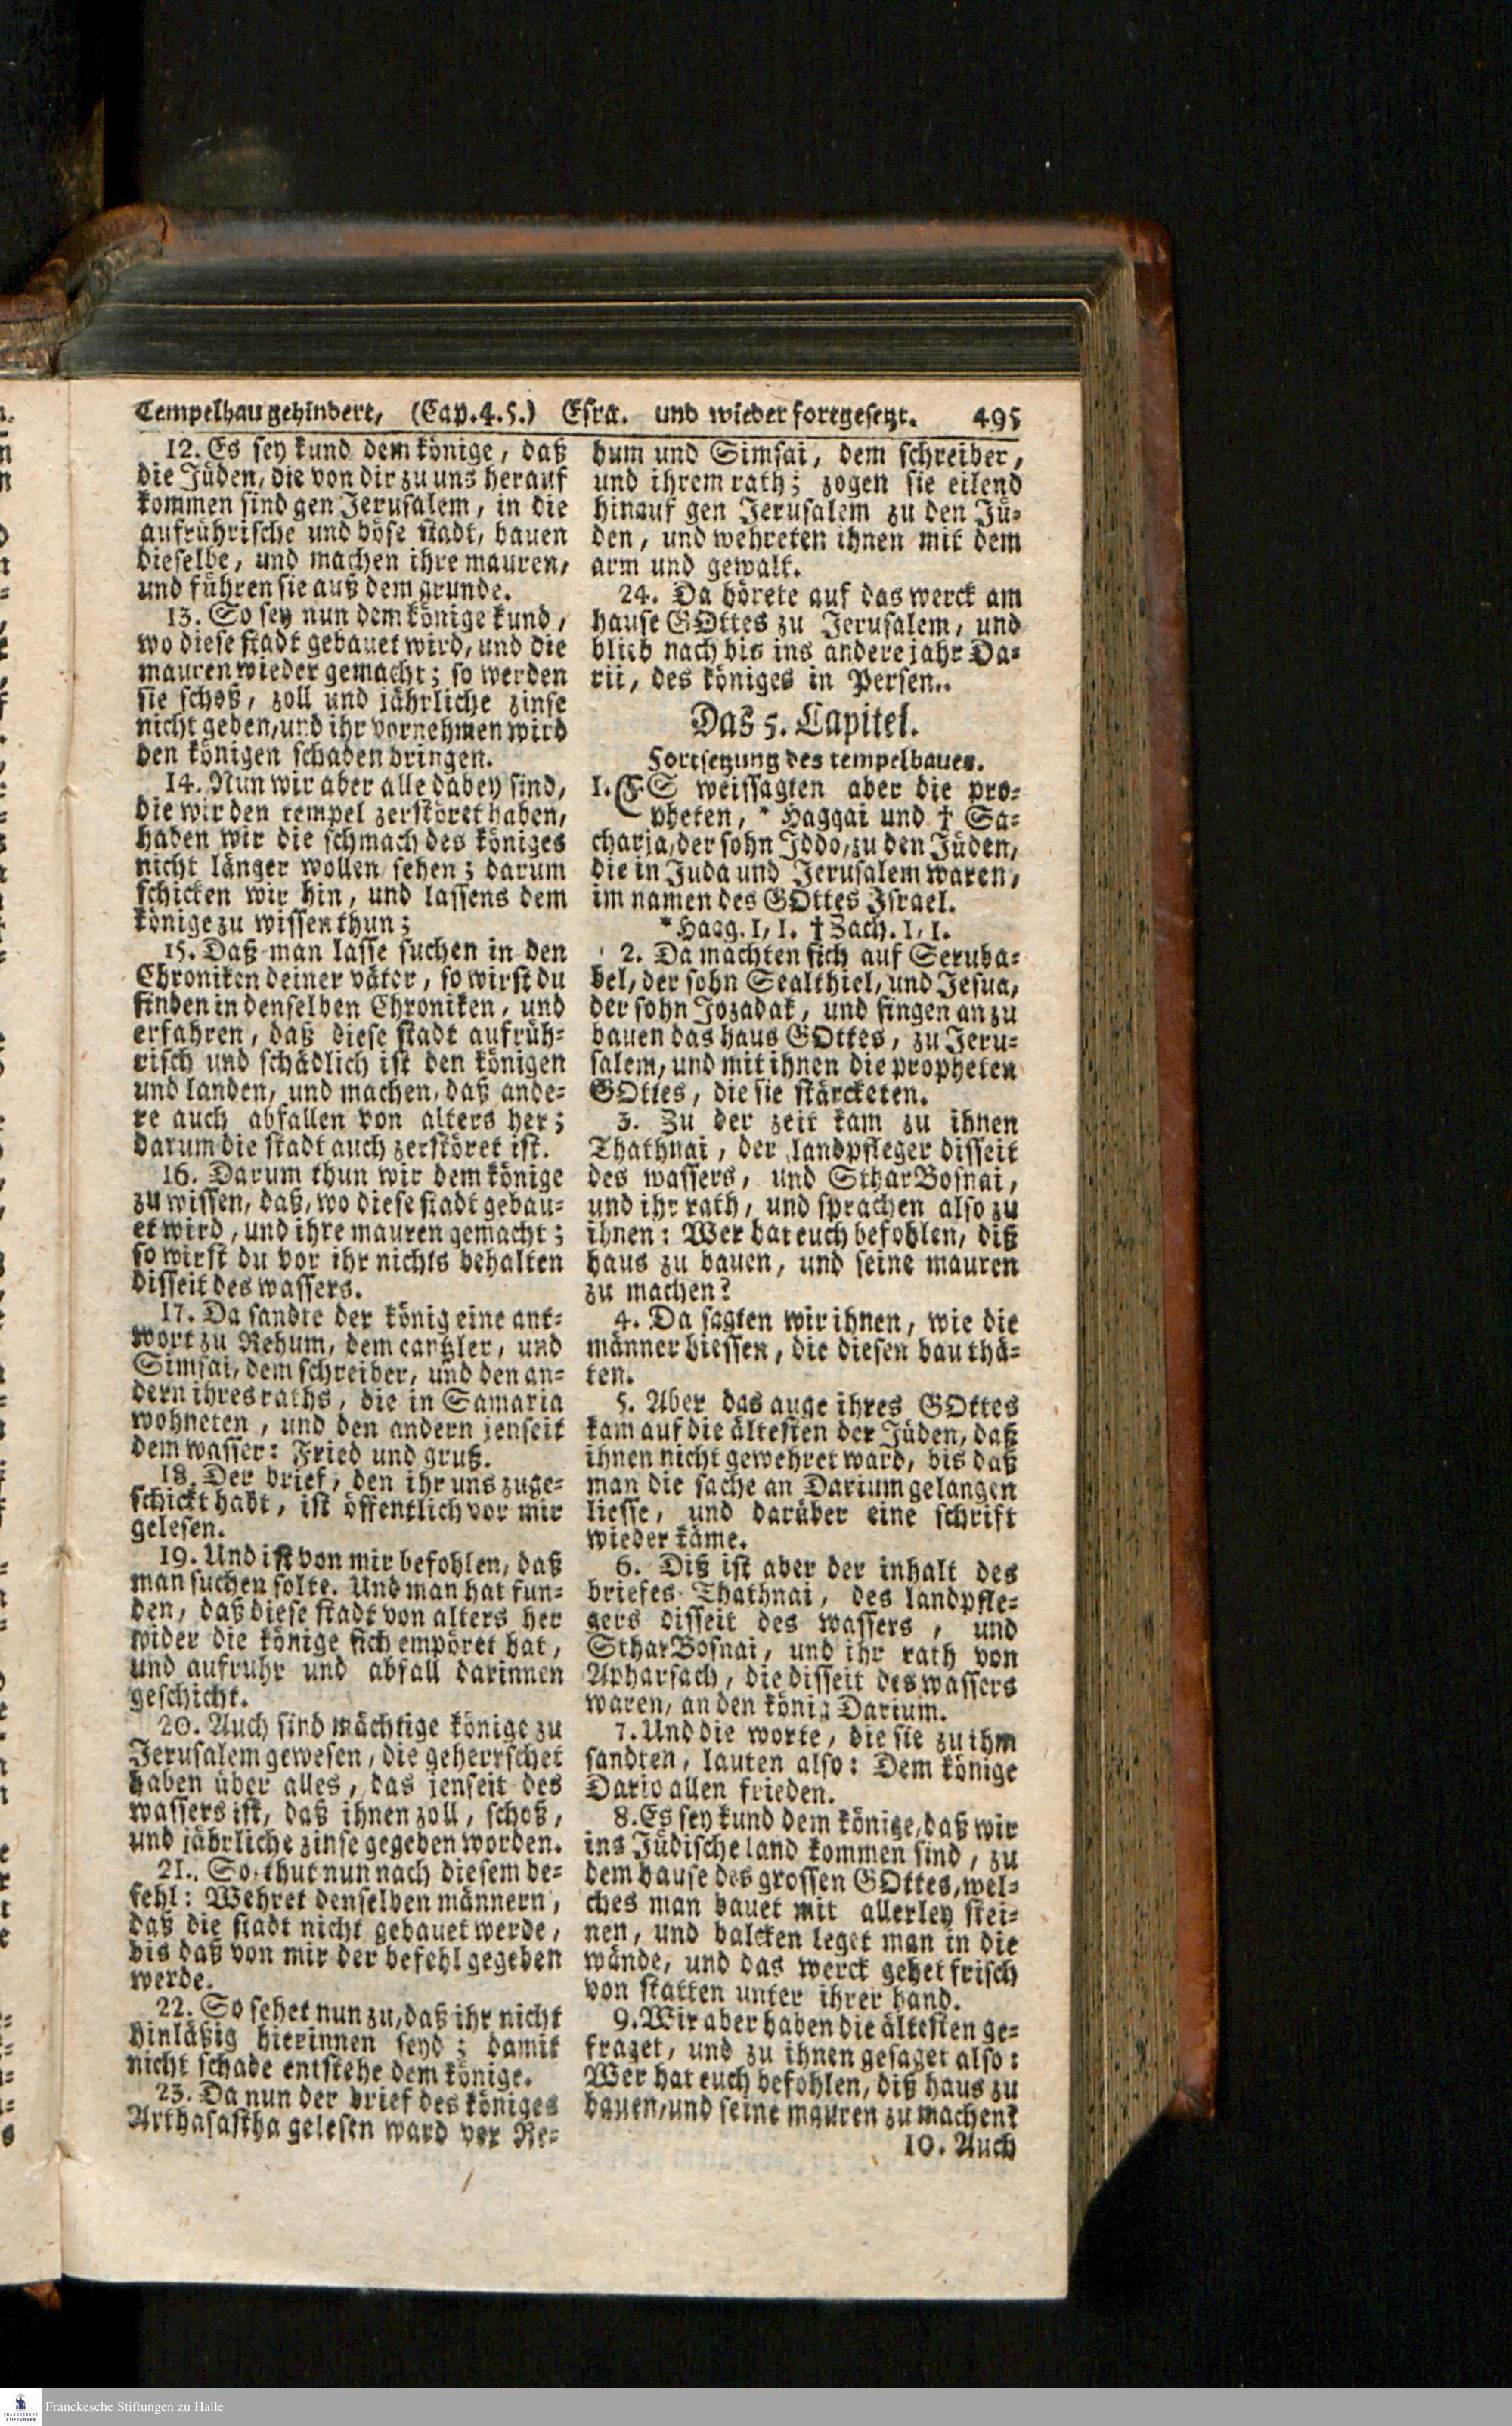 Tempelbau gehindert, (Cap.4.5.) Esra. und wieder fortgesetzt. 495
12. Es sey kund dem könige, daß
die Jüden, die von dir zu uns herauf
kommen sind gen Jerusalem, in die
aufrührische und böse stadt, bauen
dieselbe, und machen ihre mauren,
und führen sie auß dem grunde.
13. So sey nun dem könige kund,
wo diese stadt gebauet wird, und die
mauren wieder gemacht; so werden
sie schoß, zoll und jährliche zinse
nicht geben, und ihr vornehmen wird
den königen schaden bringen.
14. Nun wir aber alle dabey sind,
die wir den tempel zerstöret haben,
haben wir die schmach des königes
nicht länger wollen sehen; darum
schicken wir hin, und lassens dem
könige zu wissen thun;
15. Daß man lasse suchen in den
Chroniken deiner väter, so wirst du
finden in denselben Chroniken, und
erfahren, daß diese stadt aufrüh-
risch und schädlich ist den königen
und landen, und machen, daß ande-
re auch abfallen von alters her;
darum die stadt auch zerstöret ist.
16. Darum thun wir dem könige
zu wissen, daß, wo diese stadt gebau-
et wird, und ihre mauren gemacht;
so wirst du vor ihr nichts behalten
disseit des wassers.
17. Da sandte der könig eine ant-
wort zu Rehum, dem cantzler, und
Simsai, dem schreiber, und den an-
dern ihres raths, die in Samaria
wohneten, und den andern jenseit
dem wasser: Fried und gruß.
18. Der brief, den ihr uns zuge-
schickt habt, ist öffentlich vor mir
gelesen.
19. Und ist von mir befohlen, daß
man suchen solte. Und man hat fun-
den, daß diese stadt von alters her
wider die könige sich empöret hat,
und aufruhr und abfall darinnen
geschicht.
20. Auch sind mächtige könige zu
Jerusalem gewesen, die geherrschet
haben über alles, das jenseit des
wassers ist, daß ihnen zoll, schoß,
und jährliche zinse gegeben worden.
21. So thut nun nach diesem be-
fehl: Wehret denselben männern,
daß die stadt nicht gebauet werde,
bis daß von mir der befehl gegeben
werde.
22. So sehet nun zu, daß ihr nicht
hinläßig hierinnen seyd; damit
nicht schade entstehe dem könige.
23. Da nun der brief des königes
Arthasastha gelesen ward vor Re-
hum und Simsai, dem schreiber,
und ihrem rath; zogen sie eilend
hinauf gen Jerusalem zu den Jü-
den, und wehreten ihnen mit dem
arm und gewalt.
24. Da hörete auf das werck am
hause GOttes zu Jerusalem, und
blieb nach bis ins andere jahr Da-
rii, des königes in Persen..
Das 5. Capitel.
Fortsetzung des tempelbaues.
1. ES weissagten aber die pro-
pheten, * Haggai und † Sa-
charja, der sohn Iddo, zu den Jüden,
die in Juda und Jerusalem waren,
im namen des GOttes Israel.
* Hagg. 1, 1. † Zach. 1, 1.
2. Da machten sich auf Seruba-
bel, der sohn Sealthiel, und Jesua,
der sohn Jozadak, und fingen an zu
bauen das haus GOttes, zu Jeru-
salem, und mit ihnen die propheten
GOttes, die sie stärcketen.
3. Zu der zeit kam zu ihnen
Thathnai, der landpfleger disseit
des wassers, und StharBosnai,
und ihr rath, und sprachen also zu
ihnen: Wer hat euch befohlen, diß
haus zu bauen, und seine mauren
zu machen?
4. Da sagten wir ihnen, wie die
männer hiessen, die diesen bau thä-
ten.
5. Aber das auge ihres GOttes
kam auf die ältesten der Jüden, daß
ihnen nicht gewehret ward, bis daß
man die sache an Darium gelangen
liesse, und darüber eine schrift
wieder käme.
6. Diß ist aber der inhalt des
briefes Thathnai, des landpfle-
gers disseit des wassers, und
StharBosnai, und ihr rath von
Apharsach, die disseit des wassers
waren, an den könig Darium.
7. Und die worte, die sie zu ihm
sandten, lauten also: Dem könige
Dario allen frieden.
8. Es sey kund dem könige, daß wir
ins Jüdische land kommen sind, zu
dem hause des grossen GOttes, wel-
ches man bauet mit allerley stei-
nen, und balcken leget man in die
wände, und das werck gehet frisch
von statten unter ihrer hand.
9. Wir aber haben die ältesten ge-
fraget, und zu ihnen gesaget also:
Wer hat euch befohlen, diß haus zu
bauen, und seine mauren zu machen?
10. Auch
Franckesche Stiftungen zu Halle